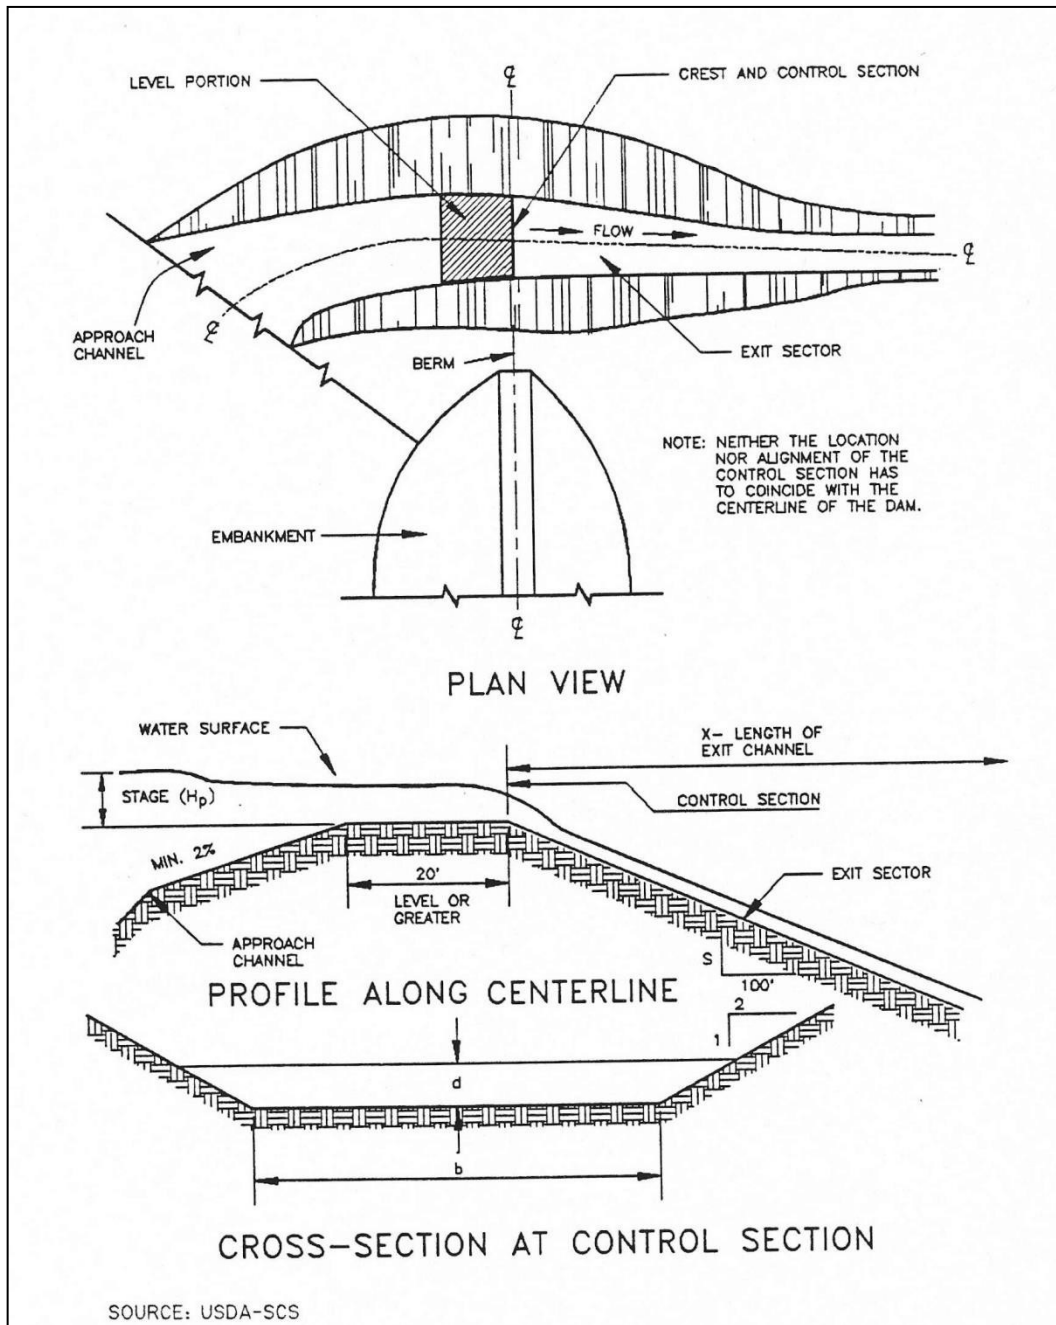 ℄
LEVEL PORTION
CREST AND CONTROL SECTION
FLOW
℄
APPROACH
CHANNEL
℄
BERM
EXIT SECTOR
NOTE: NEITHER THE LOCATION
NOR ALIGNMENT OF THE
CONTROL SECTION HAS
TO COINCIDE WITH THE
CENTERLINE OF THE DAM.
EMBANKMENT
℄
PLAN VIEW
WATER SURFACE
X- LENGTH OF
EXIT CHANNEL
STAGE (Hp)
CONTROL SECTION
MIN. 2%
20'
LEVEL OR
GREATER
EXIT SECTOR
APPROACH
CHANNEL
S
100'
PROFILE ALONG CENTERLINE
2
1
d
b
CROSS-SECTION AT CONTROL SECTION
SOURCE: USDA-SCS